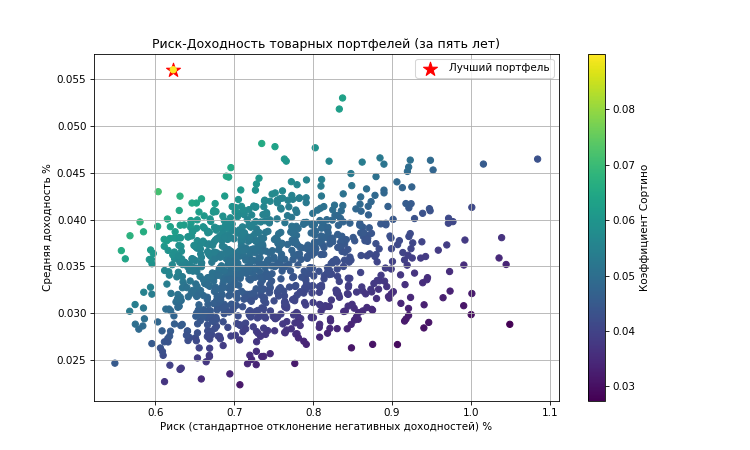 Риск-Доходность товарных портфелей (за пять лет)
Лучший портфель
Средняя доходность %
0.055
0.050
0.045
0.040
0.035
0.030
0.025
0.6 0.7 0.8 0.9 1.0 1.1
Риск (стандартное отклонение негативных доходностей) %
0.08
0.07
0.06
0.05
0.04
0.03
Коэффициент Сортино